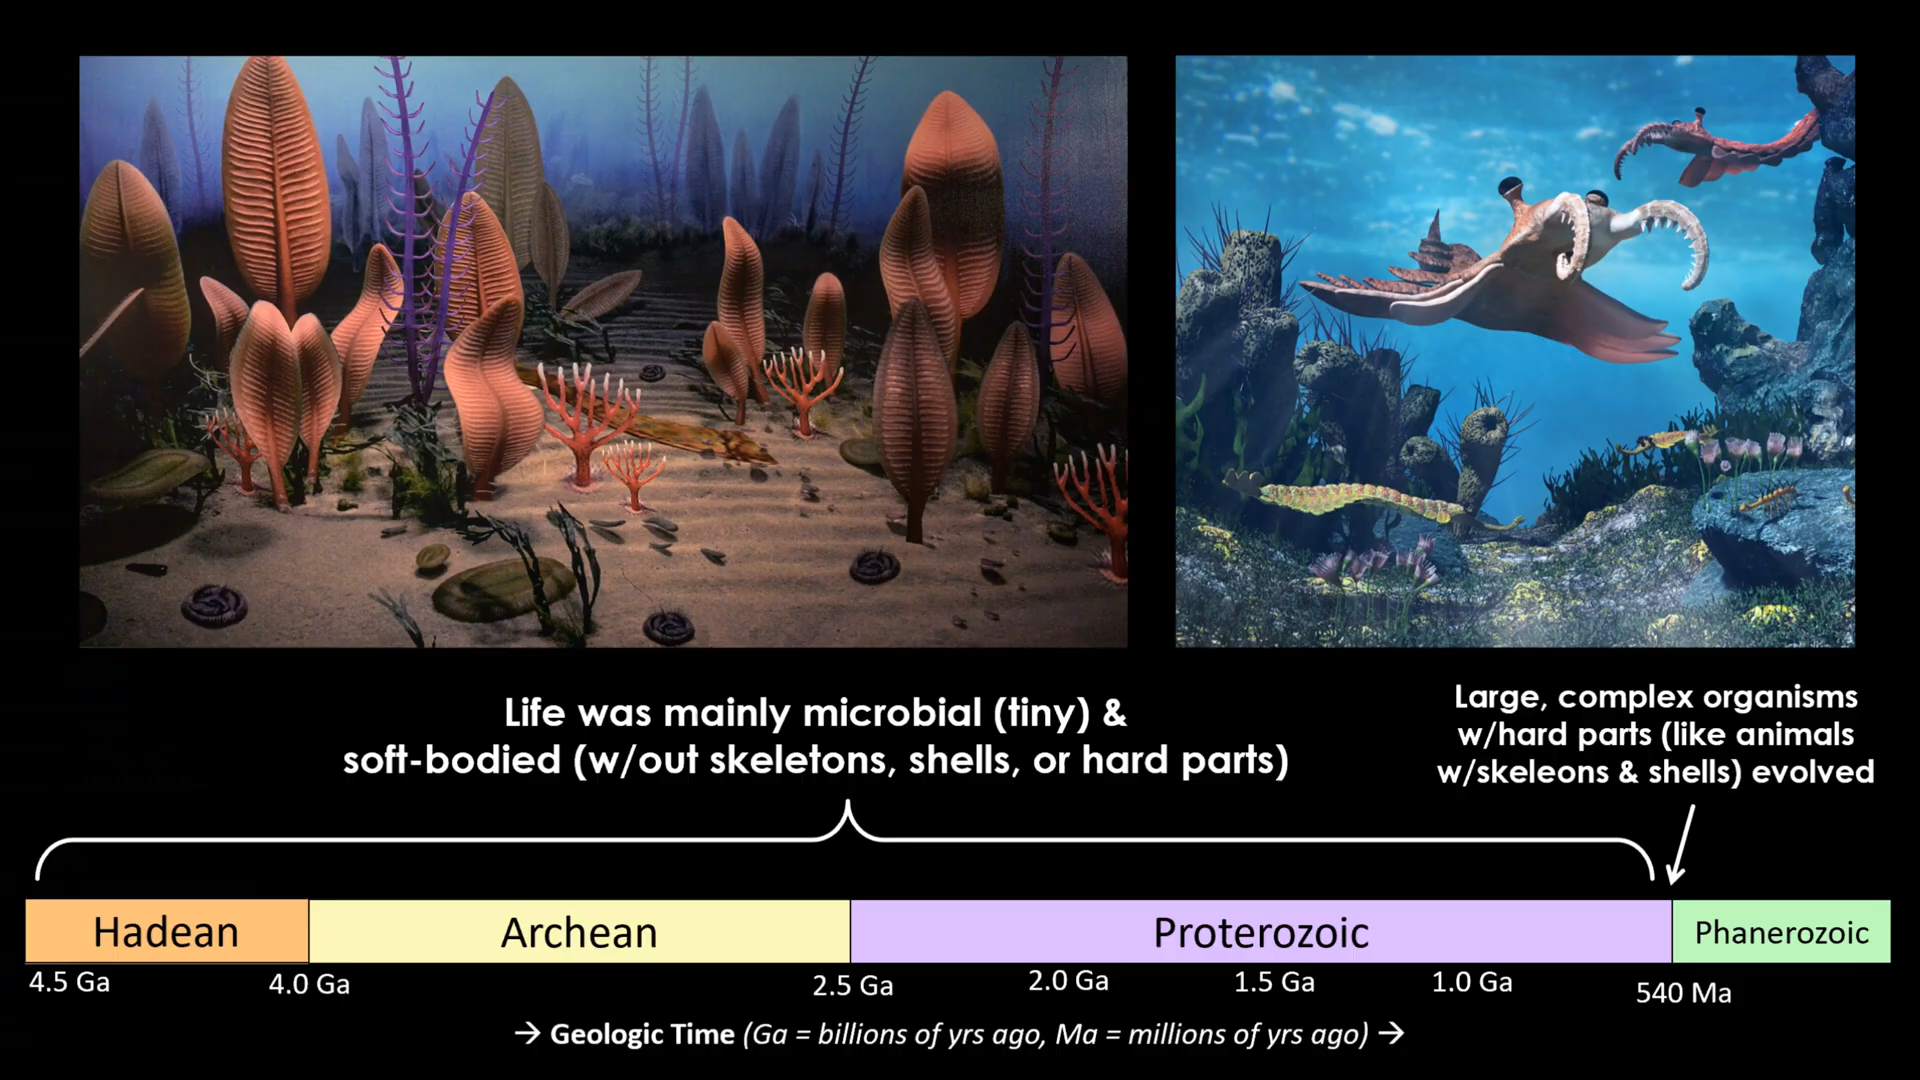 Life was mainly microbial (tiny) &
soft-bodied (w/out skeletons, shells, or hard parts)
Large, complex organisms
w/hard parts (like animals
w/skeleons & shells) evolved
Hadean
Archean
Proterozoic
Phanerozoic
4.5 Ga
4.0 Ga
2.5 Ga
2.0 Ga
1.5 Ga
1.0 Ga
540 Ma
→ Geologic Time (Ga = billions of yrs ago, Ma = millions of yrs ago) →